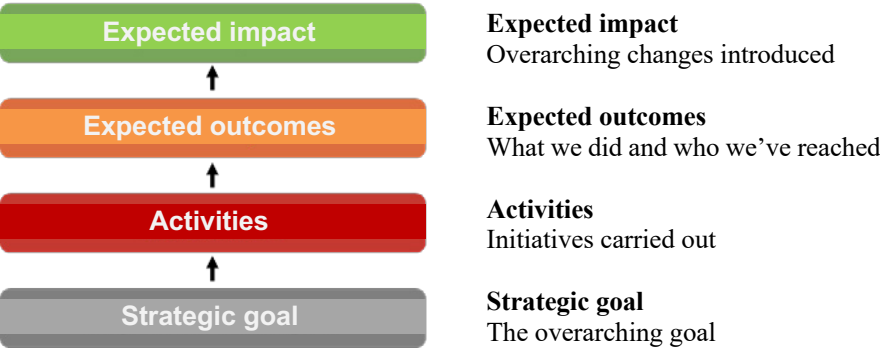 Expected impact
Expected impact
Overarching changes introduced
Expected outcomes
Expected outcomes
What we did and who we’ve reached
Activities
Activities
Initiatives carried out
Strategic goal
Strategic goal
The overarching goal